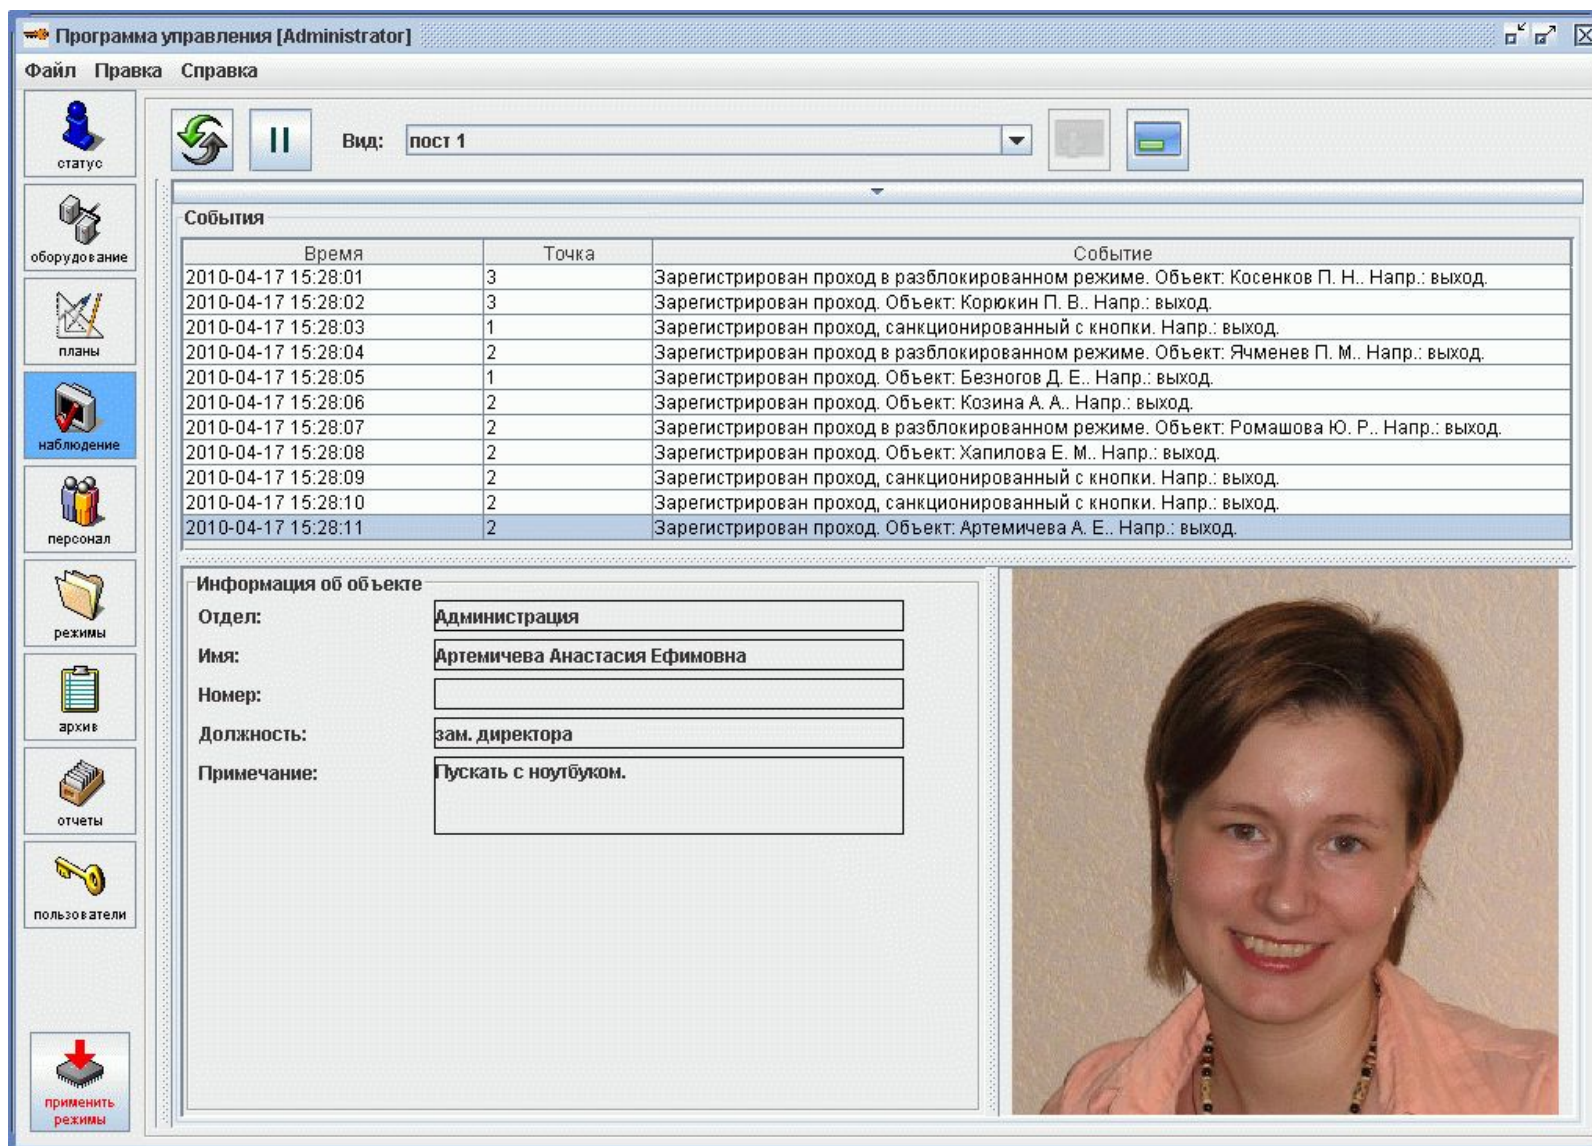 Программа управления [Administrator]
Файл Правка Справка
статус
оборудование
планы
наблюдение
персонал
режимы
архив
отчеты
пользователи
применить
режимы
Вид: пост 1
События
Время Точка Событие
2010-04-17 15:28:01 3 Зарегистрирован проход в разблокированном режиме. Объект: Косенков П. Н.. Напр.: выход.
2010-04-17 15:28:02 3 Зарегистрирован проход. Объект: Корюкин П. В.. Напр.: выход.
2010-04-17 15:28:03 1 Зарегистрирован проход, санкционированный с кнопки. Напр.: выход.
2010-04-17 15:28:04 2 Зарегистрирован проход в разблокированном режиме. Объект: Ячменев П. М.. Напр.: выход.
2010-04-17 15:28:05 1 Зарегистрирован проход. Объект: Безногов Д. Е.. Напр.: выход.
2010-04-17 15:28:06 2 Зарегистрирован проход. Объект: Козина А. А.. Напр.: выход.
2010-04-17 15:28:07 2 Зарегистрирован проход в разблокированном режиме. Объект: Ромашова Ю. Р.. Напр.: выход.
2010-04-17 15:28:08 2 Зарегистрирован проход. Объект: Хапилова Е. М.. Напр.: выход.
2010-04-17 15:28:09 2 Зарегистрирован проход, санкционированный с кнопки. Напр.: выход.
2010-04-17 15:28:10 2 Зарегистрирован проход, санкционированный с кнопки. Напр.: выход.
2010-04-17 15:28:11 2 Зарегистрирован проход. Объект: Артемичева А. Е.. Напр.: выход.
Информация об объекте
Отдел: Администрация
Имя: Артемичева Анастасия Ефимовна
Номер:
Должность: зам. директора
Примечание: Пускать с ноутбуком.